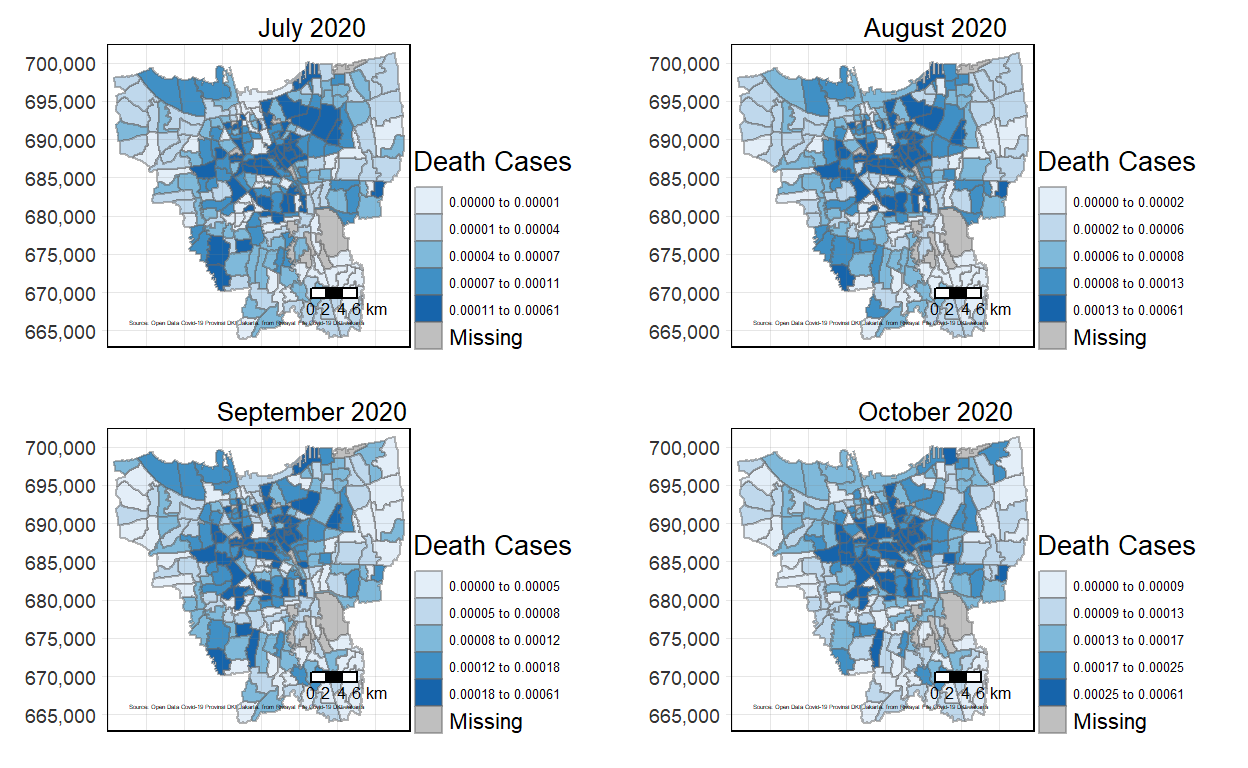 July 2020
700,000
695,000
690,000
685,000
680,000
675,000
670,000
665,000
0 2 4 6 km
Source. Open Data Covid-19 Provinsi DKI Jakarta. from Riwayat File Covid-19 DKI Jakarta
Death Cases
0.00000 to 0.00001
0.00001 to 0.00004
0.00004 to 0.00007
0.00007 to 0.00011
0.00011 to 0.00061
Missing
August 2020
700,000
695,000
690,000
685,000
680,000
675,000
670,000
665,000
0 2 4 6 km
Source. Open Data Covid-19 Provinsi DKI Jakarta. from Riwayat File Covid-19 DKI Jakarta
Death Cases
0.00000 to 0.00002
0.00002 to 0.00006
0.00006 to 0.00008
0.00008 to 0.00013
0.00013 to 0.00061
Missing
September 2020
700,000
695,000
690,000
685,000
680,000
675,000
670,000
665,000
0 2 4 6 km
Source. Open Data Covid-19 Provinsi DKI Jakarta. from Riwayat File Covid-19 DKI Jakarta
Death Cases
0.00000 to 0.00005
0.00005 to 0.00008
0.00008 to 0.00012
0.00012 to 0.00018
0.00018 to 0.00061
Missing
October 2020
700,000
695,000
690,000
685,000
680,000
675,000
670,000
665,000
0 2 4 6 km
Source. Open Data Covid-19 Provinsi DKI Jakarta. from Riwayat File Covid-19 DKI Jakarta
Death Cases
0.00000 to 0.00009
0.00009 to 0.00013
0.00013 to 0.00017
0.00017 to 0.00025
0.00025 to 0.00061
Missing